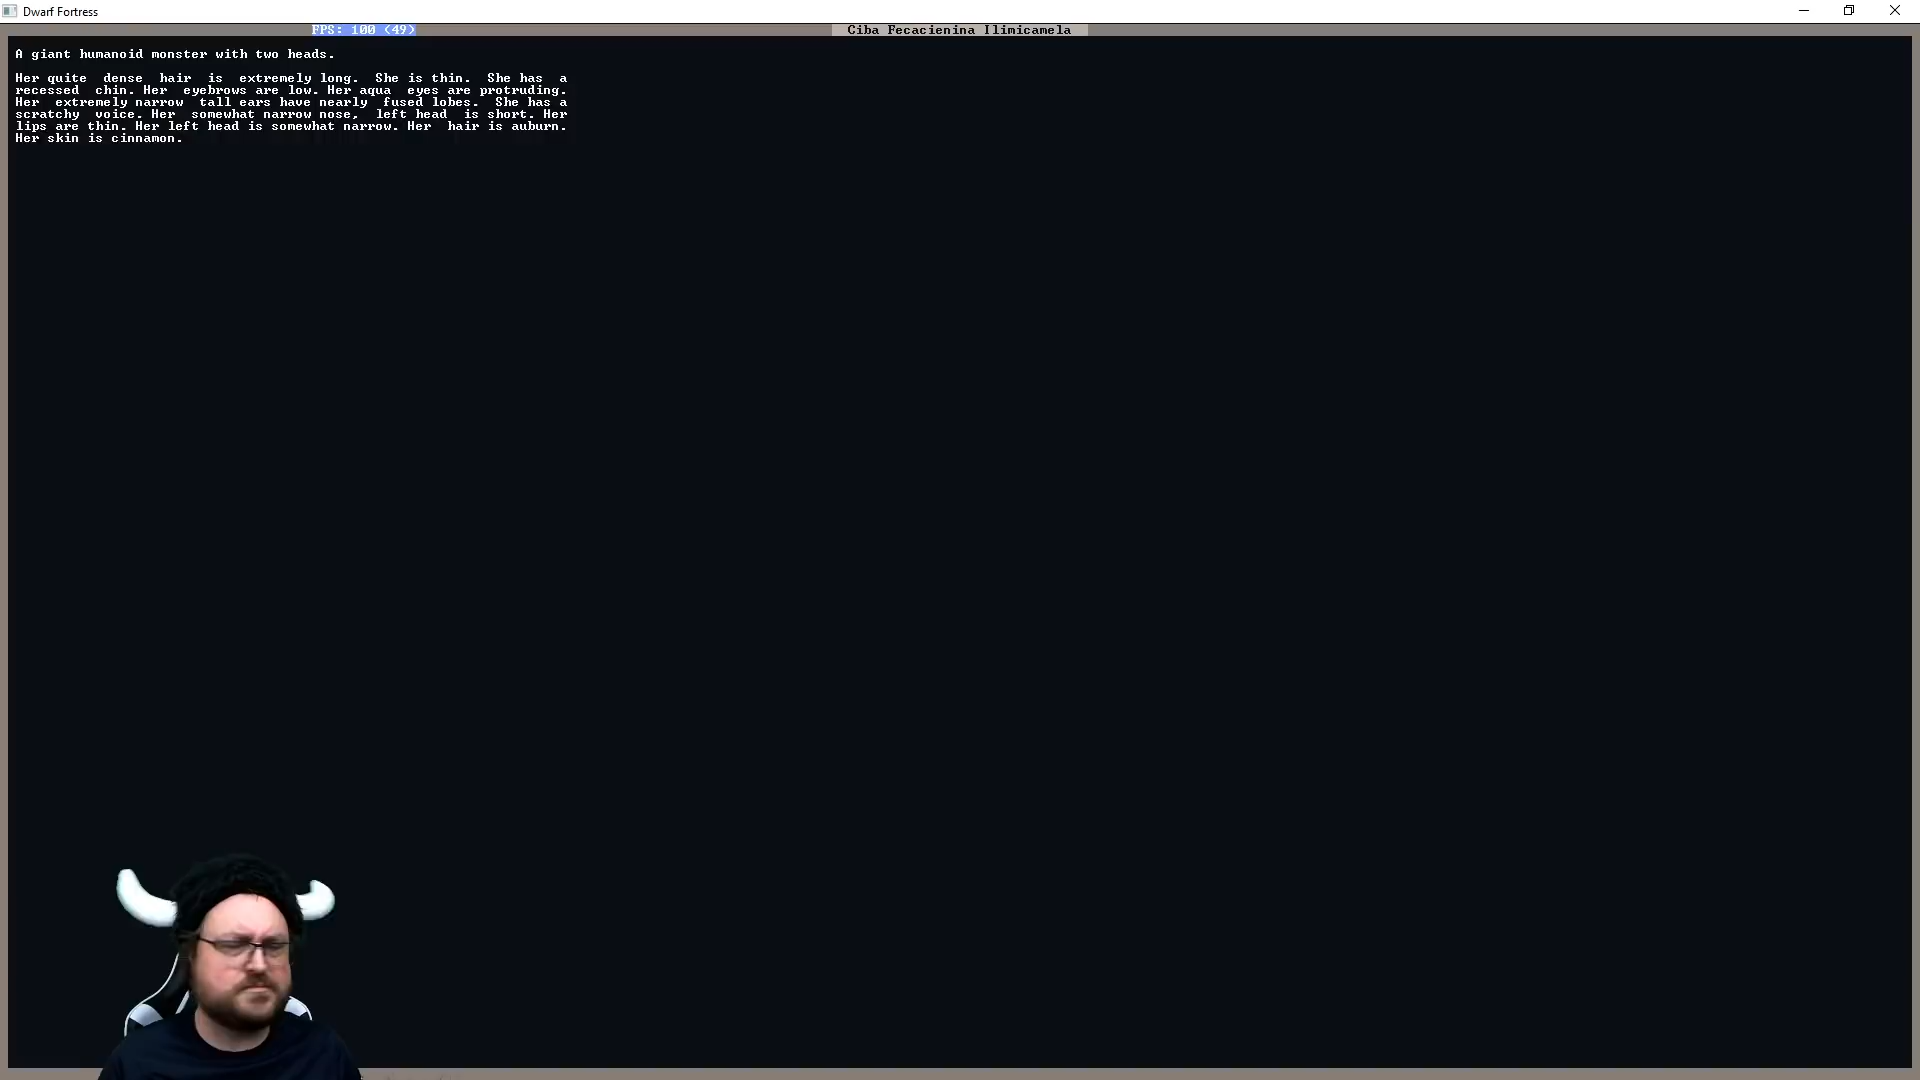 Dwarf Fortress
FPS: 100 (49)
Ciba Fecacienina Ilimicamela
A giant humanoid monster with two heads.
Her quite dense hair is extremely long. She is thin. She has a
recessed chin. Her eyebrows are low. Her aqua eyes are protruding.
Her extremely narrow tall ears have nearly fused lobes. She has a
scratchy voice. Her somewhat narrow nose, left head is short. Her
lips are thin. Her left head is somewhat narrow. Her hair is auburn.
Her skin is cinnamon.